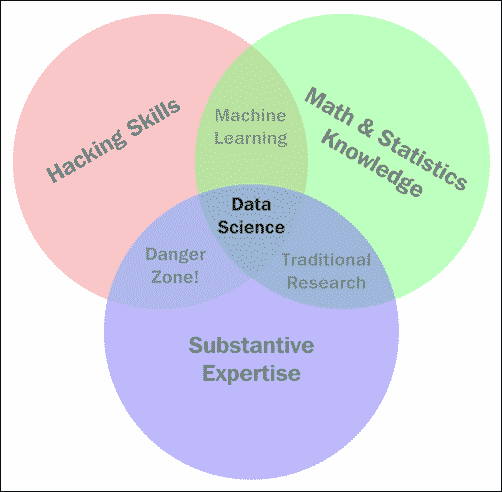 Hacking Skills
Math & Statistics
Knowledge
Machine
Learning
Data
Science
Danger
Zone!
Traditional
Research
Substantive
Expertise